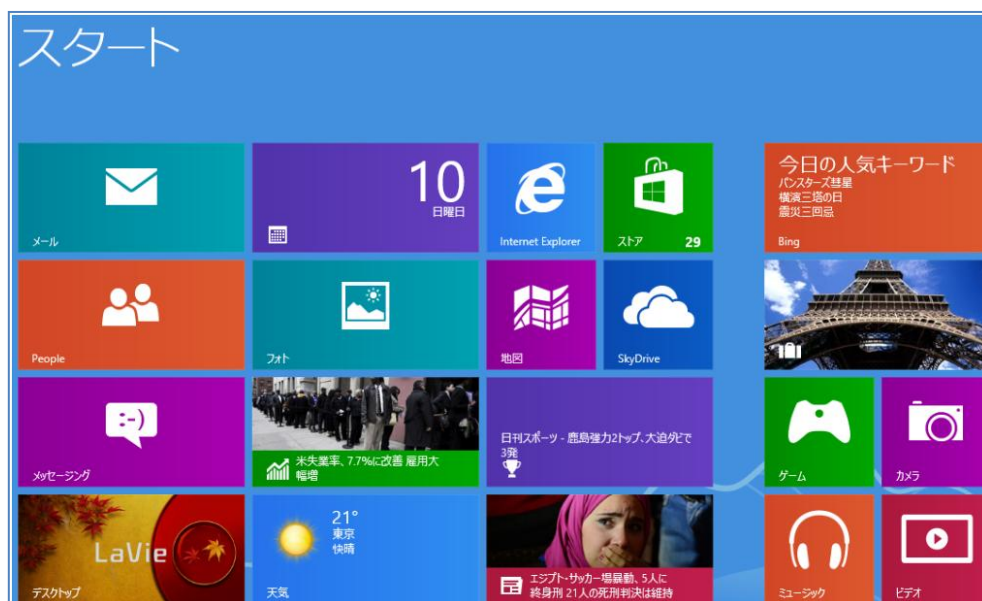 スタート
メール
10
日曜日
Internet Explorer
ストア
29
今日の人気キーワード
パンスターズ彗星
横濱三塔の日
震災三回忌
Bing
People
フォト
地図
SkyDrive
メッセージング
米失業率、7.7%に改善 雇用大
幅増
日刊スポーツ - 鹿島強力2トップ、大迫ダビで
3発
ゲーム
カメラ
LaVie
デスクトップ
21°
東京
快晴
天気
エジプト・サッカー場暴動、5人に
終身刑 21人の死刑判決は維持
ミュージック
ビデオ